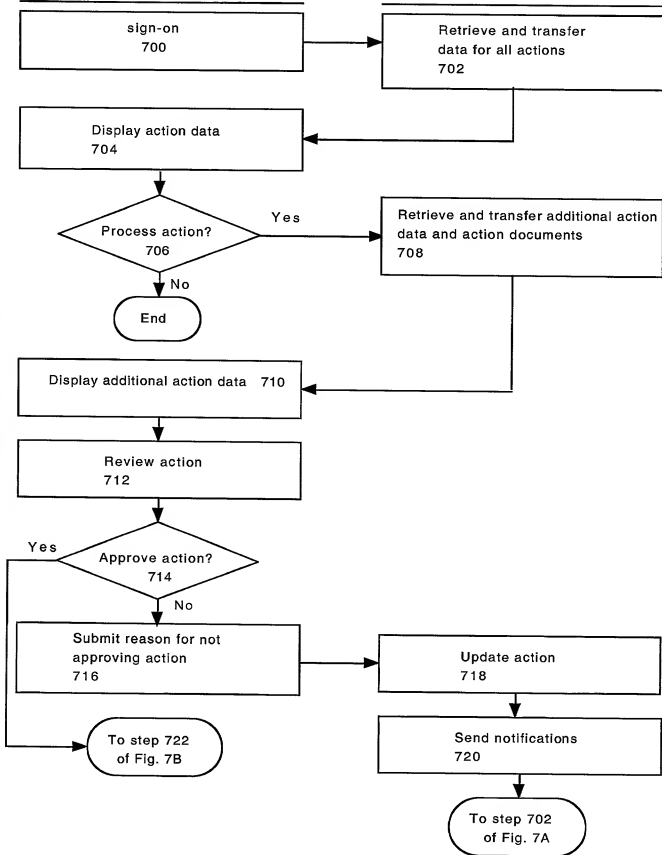 sign-on
700
Retrieve and transfer
data for all actions
702
Display action data
704
Process action?
706
Yes
Retrieve and transfer additional action
data and action documents
708
No
End
Display additional action data 710
Review action
712
Yes
Approve action?
714
No
Submit reason for not
approving action
716
Update action
718
To step 722
of Fig. 7B
Send notifications
720
To step 702
of Fig. 7A